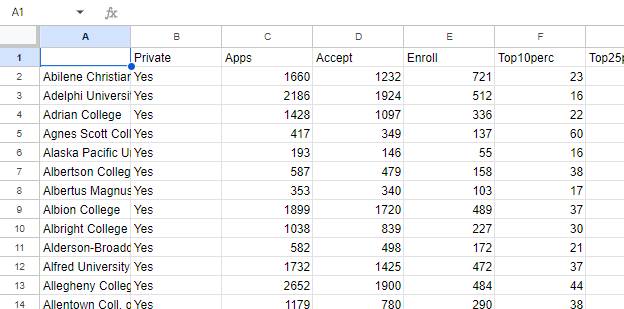 A1 fx
A B C D E F
1 Private Apps Accept Enroll Top10perc Top25p
2 Abilene Christian Yes 1660 1232 721 23
3 Adelphi Universit Yes 2186 1924 512 16
4 Adrian College Yes 1428 1097 336 22
5 Agnes Scott Coll Yes 417 349 137 60
6 Alaska Pacific U Yes 193 146 55 16
7 Albertson Colleg Yes 587 479 158 38
8 Albertus Magnus Yes 353 340 103 17
9 Albion College Yes 1899 1720 489 37
10 Albright College Yes 1038 839 227 30
11 Alderson-Broadd Yes 582 498 172 21
12 Alfred University Yes 1732 1425 472 37
13 Allegheny Colleg Yes 2652 1900 484 44
14 Allentown Coll. o Yes 1179 780 290 38